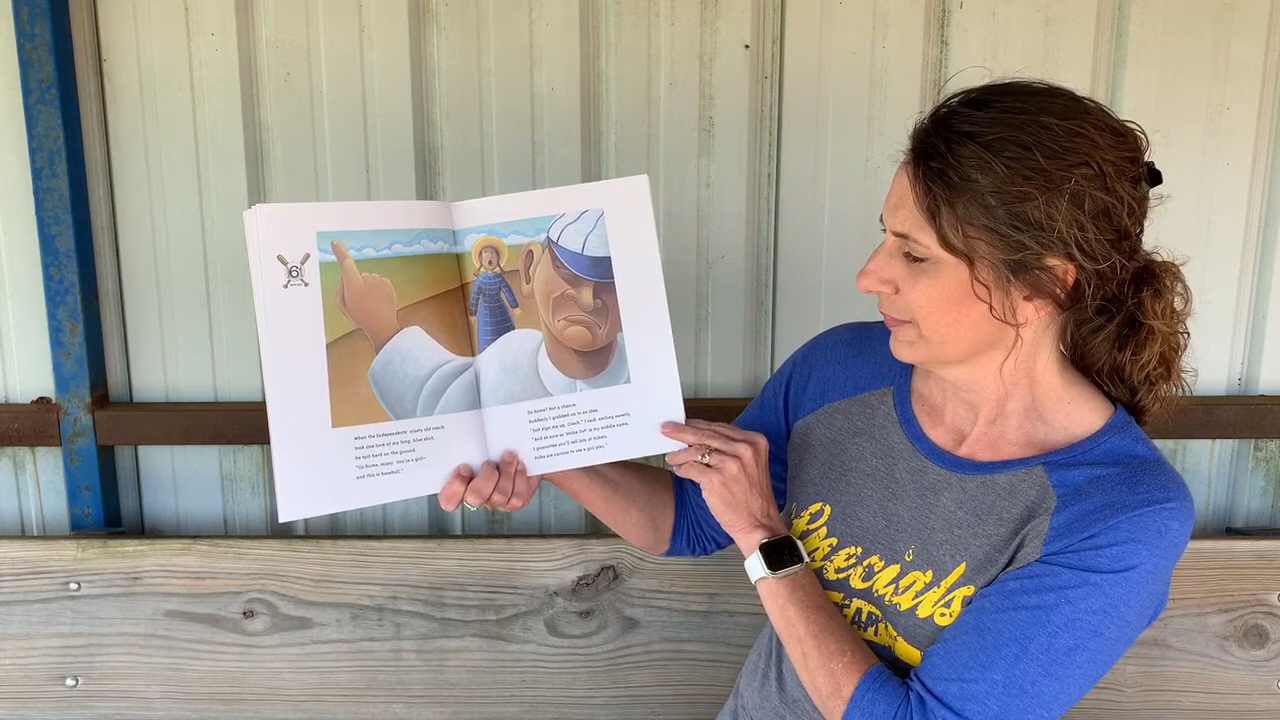 6
When the Independents' crusty old coach
took one look at my long, blue skirt,
he spit hard on the ground.
"Go home, missy. You're a girl—
and this is baseball."
Go home? Not a chance.
Suddenly I grabbed on to an idea.
"Just sign me up, Coach," I said, smiling sweetly.
"And as sure as 'Strike Out' is my middle name,
I guarantee you'll sell lots of tickets.
Folks are curious to see a girl play."
Specials